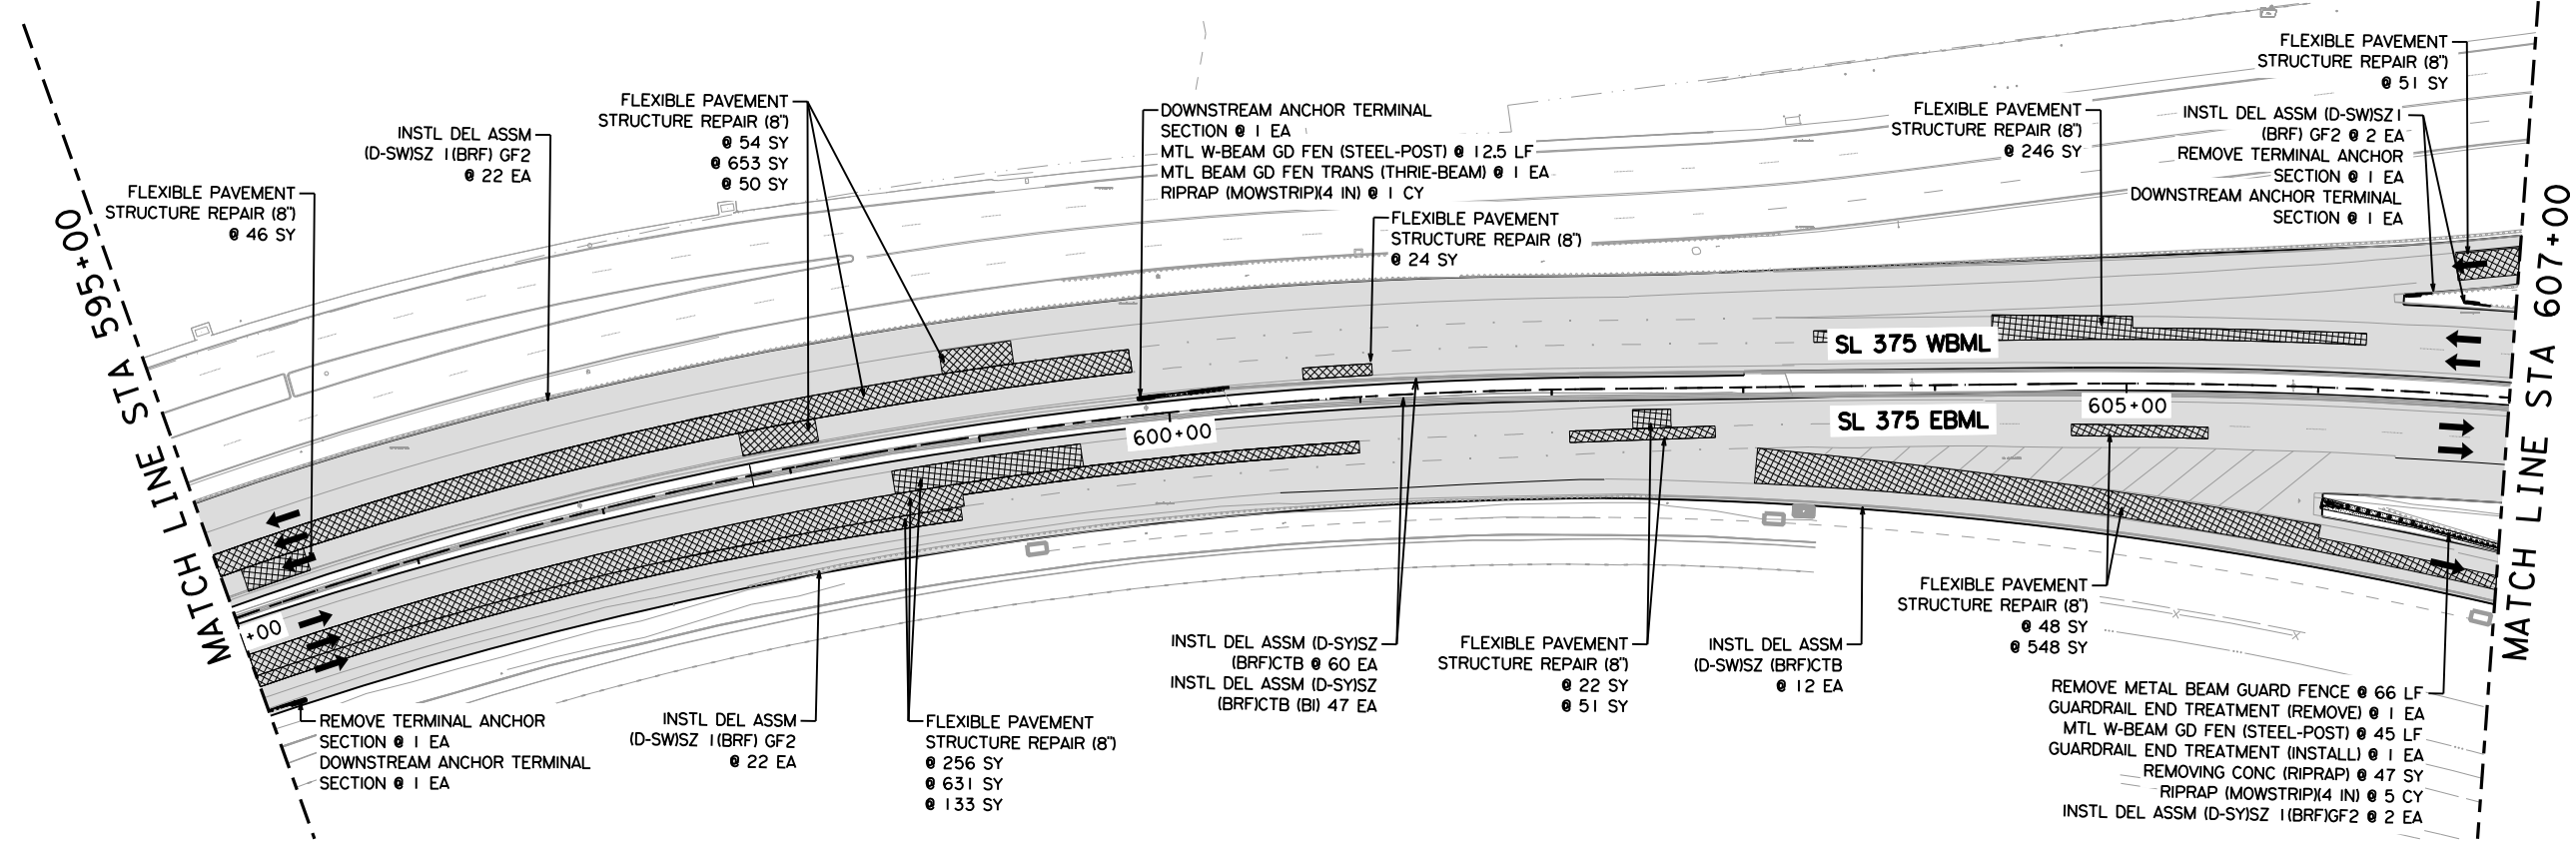 MATCH LINE STA 595+00
FLEXIBLE PAVEMENT
STRUCTURE REPAIR (8")
@ 46 SY
INSTL DEL ASSM
(D-SW)SZ 1(BRF) GF2
@ 22 EA
FLEXIBLE PAVEMENT
STRUCTURE REPAIR (8")
@ 54 SY
@ 653 SY
@ 50 SY
DOWNSTREAM ANCHOR TERMINAL
SECTION @ 1 EA
MTL W-BEAM GD FEN (STEEL-POST) @ 12.5 LF
MTL BEAM GD FEN TRANS (THRIE-BEAM) @ 1 EA
RIPRAP (MOWSTRIP)(4 IN) @ 1 CY
FLEXIBLE PAVEMENT
STRUCTURE REPAIR (8")
@ 24 SY
FLEXIBLE PAVEMENT
STRUCTURE REPAIR (8")
@ 246 SY
FLEXIBLE PAVEMENT
STRUCTURE REPAIR (8")
@ 51 SY
INSTL DEL ASSM (D-SW)SZ1
(BRF) GF2 @ 2 EA
REMOVE TERMINAL ANCHOR
SECTION @ 1 EA
DOWNSTREAM ANCHOR TERMINAL
SECTION @ 1 EA
MATCH LINE STA 607+00
SL 375 WBML
SL 375 EBML
605+00
600+00
+00
REMOVE TERMINAL ANCHOR
SECTION @ 1 EA
DOWNSTREAM ANCHOR TERMINAL
SECTION @ 1 EA
INSTL DEL ASSM
(D-SW)SZ 1(BRF) GF2
@ 22 EA
FLEXIBLE PAVEMENT
STRUCTURE REPAIR (8")
@ 256 SY
@ 631 SY
@ 133 SY
INSTL DEL ASSM (D-SY)SZ
(BRF)CTB @ 60 EA
INSTL DEL ASSM (D-SY)SZ
(BRF)CTB (BI) 47 EA
FLEXIBLE PAVEMENT
STRUCTURE REPAIR (8")
@ 22 SY
@ 51 SY
INSTL DEL ASSM
(D-SW)SZ (BRF)CTB
@ 12 EA
FLEXIBLE PAVEMENT
STRUCTURE REPAIR (8")
@ 48 SY
@ 548 SY
REMOVE METAL BEAM GUARD FENCE @ 66 LF
GUARDRAIL END TREATMENT (REMOVE) @ 1 EA
MTL W-BEAM GD FEN (STEEL-POST) @ 45 LF
GUARDRAIL END TREATMENT (INSTALL) @ 1 EA
REMOVING CONC (RIPRAP) @ 47 SY
RIPRAP (MOWSTRIP)(4 IN) @ 5 CY
INSTL DEL ASSM (D-SY)SZ 1(BRF)GF2 @ 2 EA